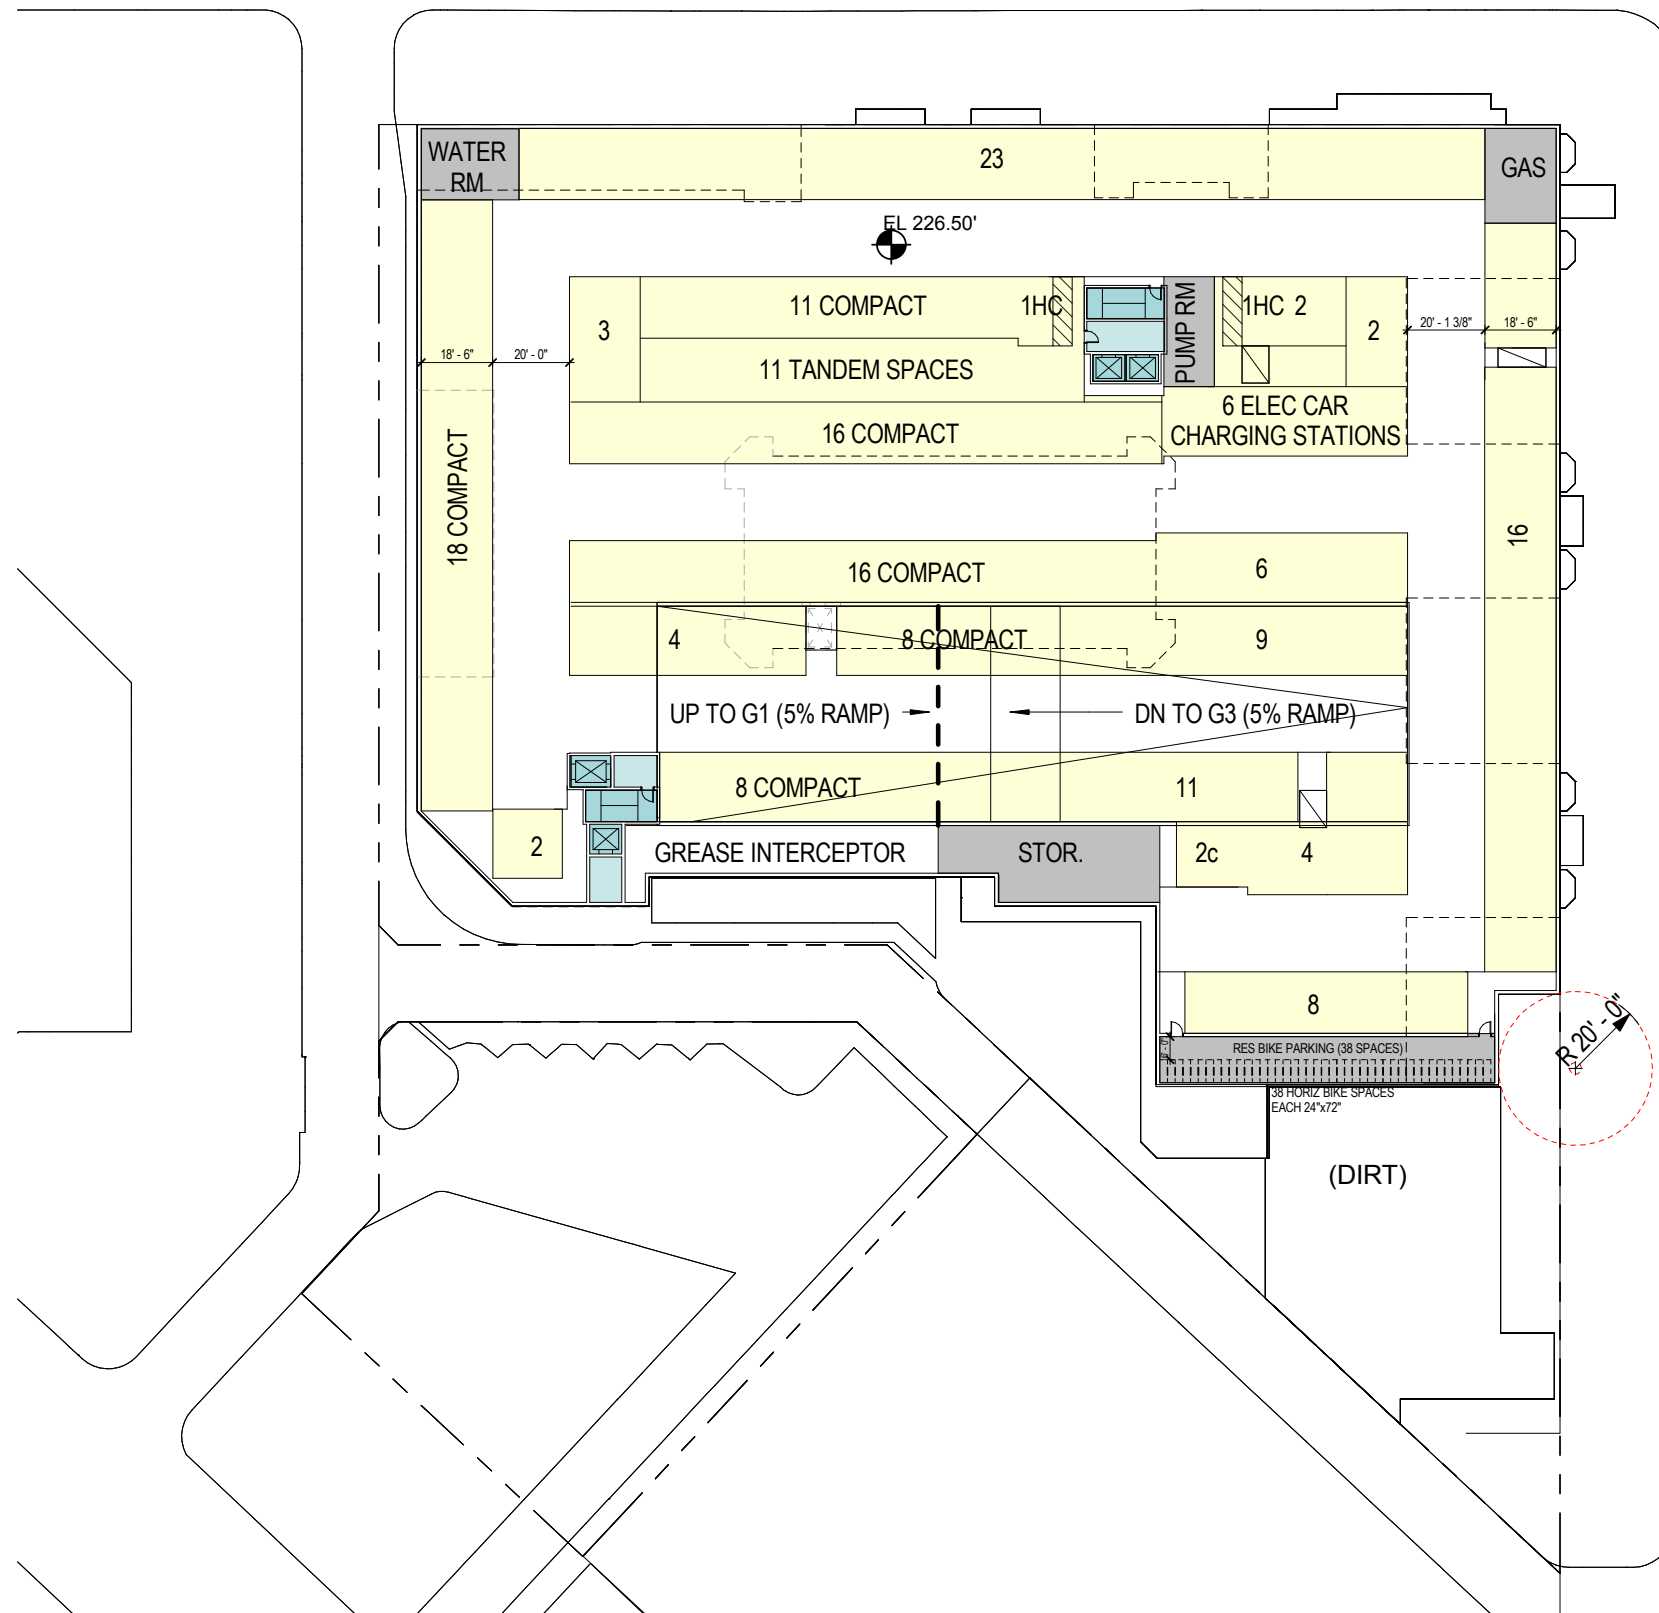 WATER
RM
23
GAS
EL 226.50'
11 COMPACT
1HC
PUMP RM
1HC 2
3
2
20' - 1 3/8"
18' - 6"
18' - 6"
20' - 0"
11 TANDEM SPACES
6 ELEC CAR
CHARGING STATIONS
16 COMPACT
18 COMPACT
16
16 COMPACT
6
4
8 COMPACT
9
UP TO G1 (5% RAMP)
DN TO G3 (5% RAMP)
8 COMPACT
11
2
GREASE INTERCEPTOR
STOR.
2c
4
8
R 20' - 0"
6' - 0"
RES BIKE PARKING (38 SPACES)
38 HORIZ BIKE SPACES
EACH 24"x72"
(DIRT)